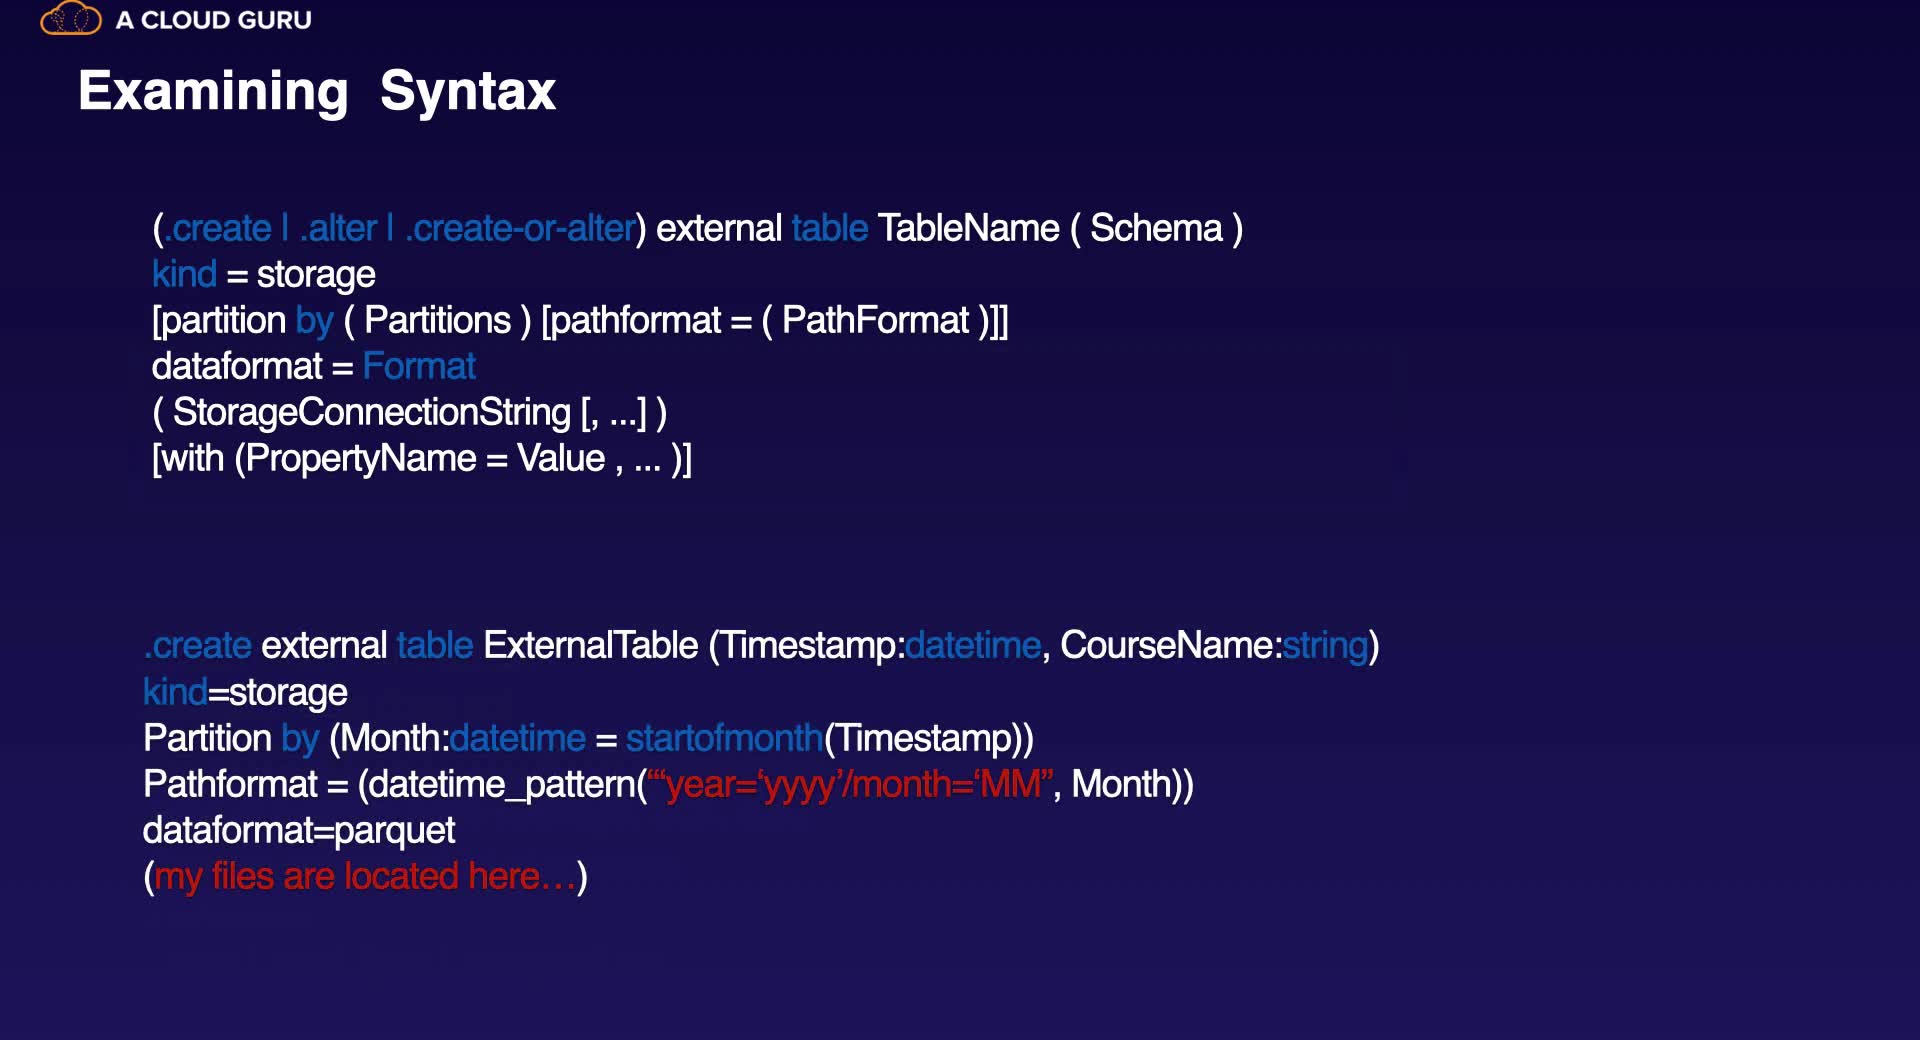 A CLOUD GURU
Examining Syntax
(.create | .alter | .create-or-alter) external table TableName ( Schema )
kind = storage
[partition by ( Partitions ) [pathformat = ( PathFormat )]]
dataformat = Format
( StorageConnectionString [, ...] )
[with (PropertyName = Value , ... )]
.create external table ExternalTable (Timestamp:datetime, CourseName:string)
kind=storage
Partition by (Month:datetime = startofmonth(Timestamp))
Pathformat = (datetime_pattern(“‘year=‘yyyy’/month=‘MM”, Month))
dataformat=parquet
(my files are located here…)